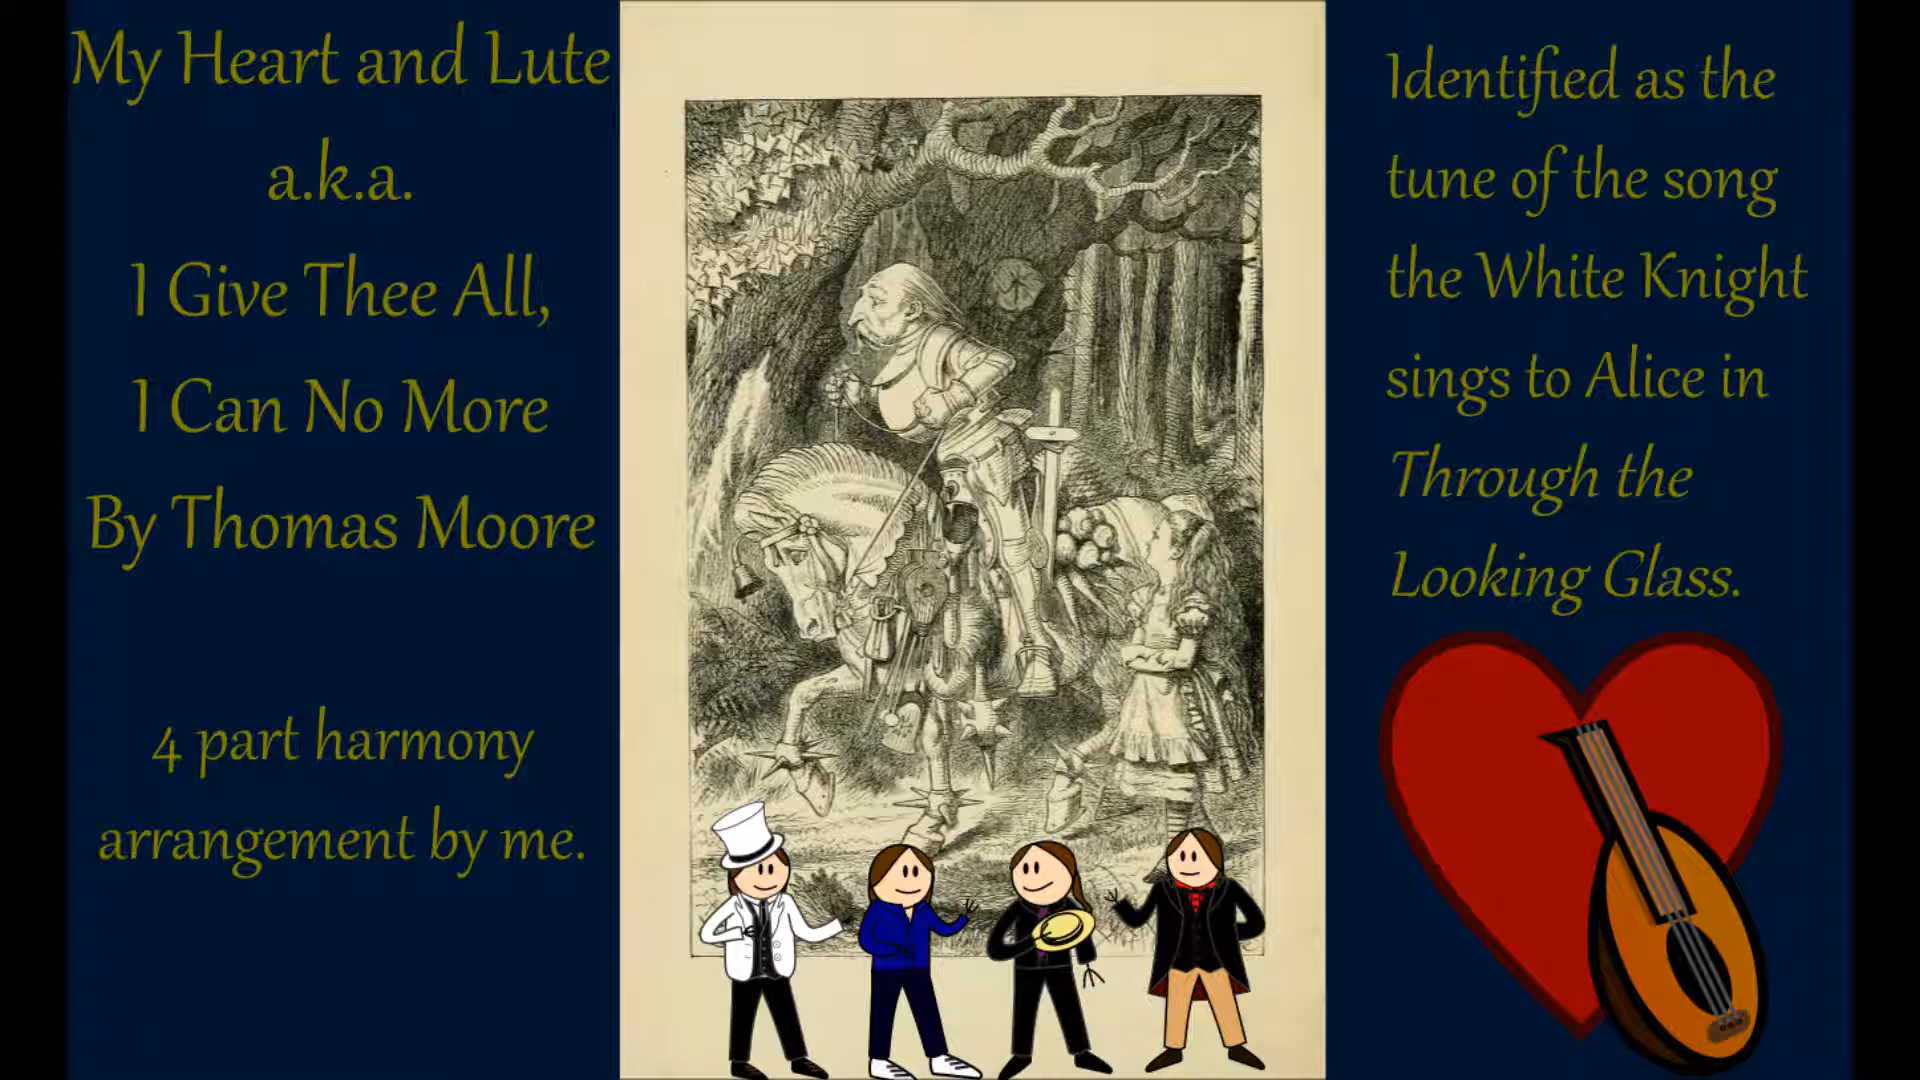 My Heart and Lute
a.k.a.
I Give Thee All,
I Can No More
By Thomas Moore
4 part harmony
arrangement by me.
Identified as the
tune of the song
the White Knight
sings to Alice in
Through the
Looking Glass.